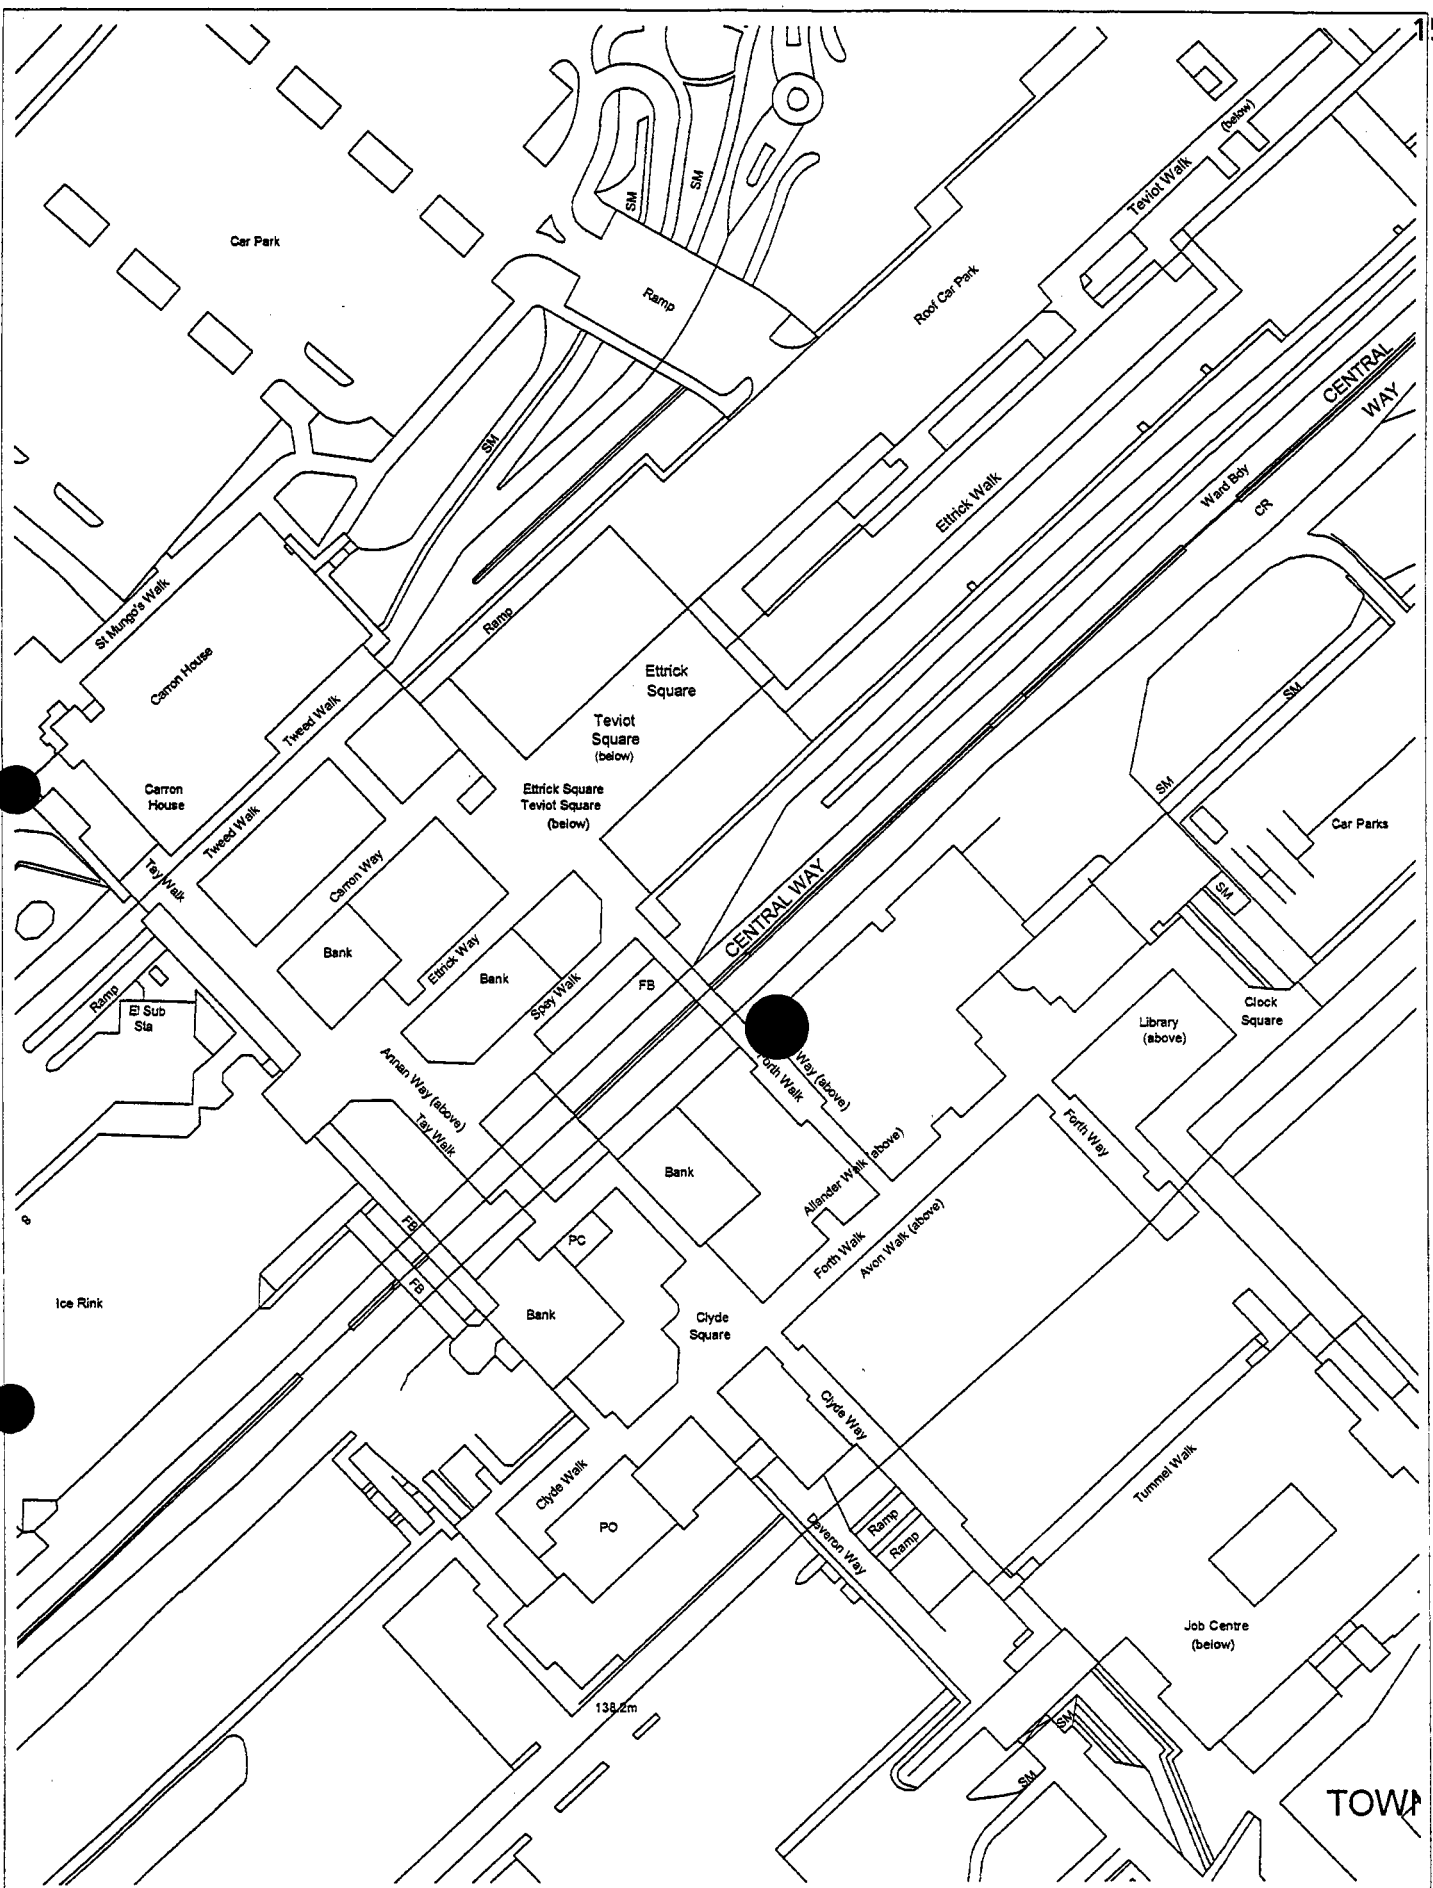 Car Park
SM
SM
(below)
Teviot Walk
Ramp
Roof Car Park
CENTRAL
WAY
SM
Ettrick Walk
Ward Bdy
CR
St Mungo's Walk
Carron House
Ramp
Tweed Walk
Ettrick
Square
Teviot
Square
(below)
SM
SM
Carron
House
Ettrick Square
Teviot Square
(below)
Tweed Walk
Car Parks
Tay Walk
Carron Way
SM
CENTRAL WAY
Bank
Ettrick Way
Bank
Spey Walk
FB
Ramp
El Sub
Sta
Clock
Square
Library
(above)
Annan Way (above)
Tay Walk
Way (above)
Forth Walk
Forth Way
Bank
Allander Walk (above)
8
FB
PC
Forth Walk
Avon Walk (above)
FB
Ice Rink
Bank
Clyde
Square
Clyde Way
Clyde Walk
Tummel Walk
PO
Deveron Way
Ramp
Ramp
Job Centre
(below)
138.2m
SM
SM